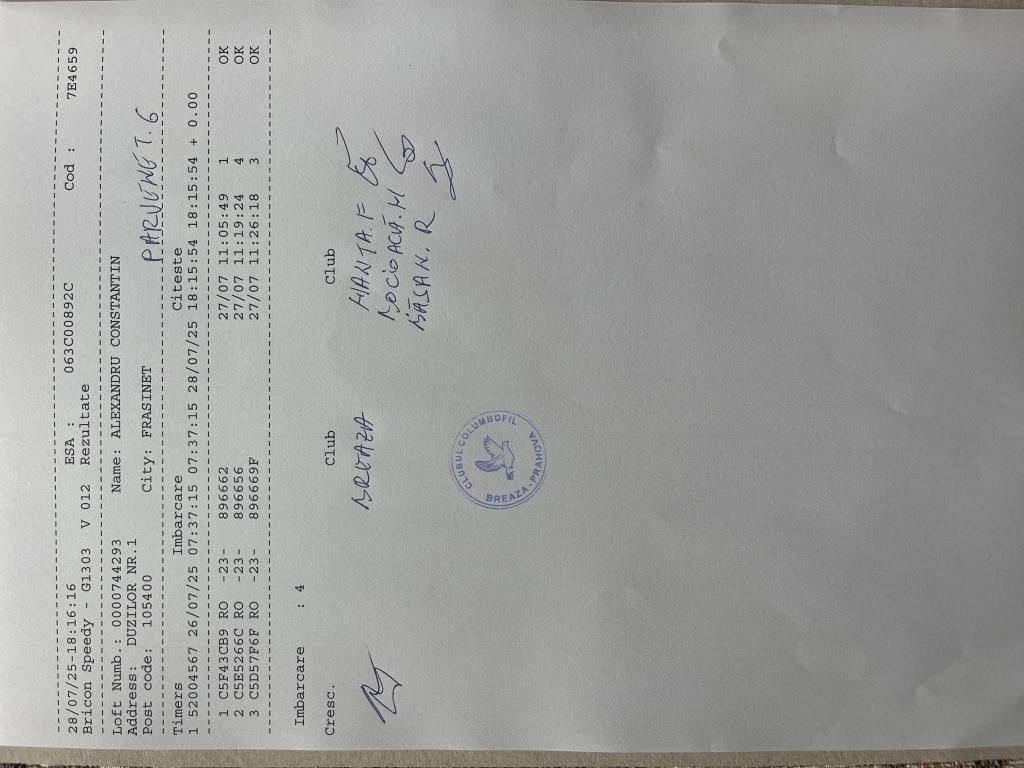 28/07/25-18:16:16 ESA : 063C00892C Cod : 7E4659
Bricon Speedy - G1303 V 012 Rezultate
Loft Numb.: 0000744293 Name: ALEXANDRU CONSTANTIN
Address: DUZILOR NR.1
Post code: 105400 City: FRASINET
Timers Imbarcare Citeste
1 52004567 26/07/25 07:37:15 07:37:15 28/07/25 18:15:54 18:15:54 + 0.00
1 C5F43CB9 RO -23- 896662 27/07 11:05:49 1 OK
2 C5E5266C RO -23- 896656 27/07 11:19:24 4 OK
3 C5D57F6F RO -23- 896669F 27/07 11:26:18 3 OK
Imbarcare : 4
Cresc. Club Club
BREAZA
CLUBUL COLUMBOFIL
BREAZA - PRAHOVA